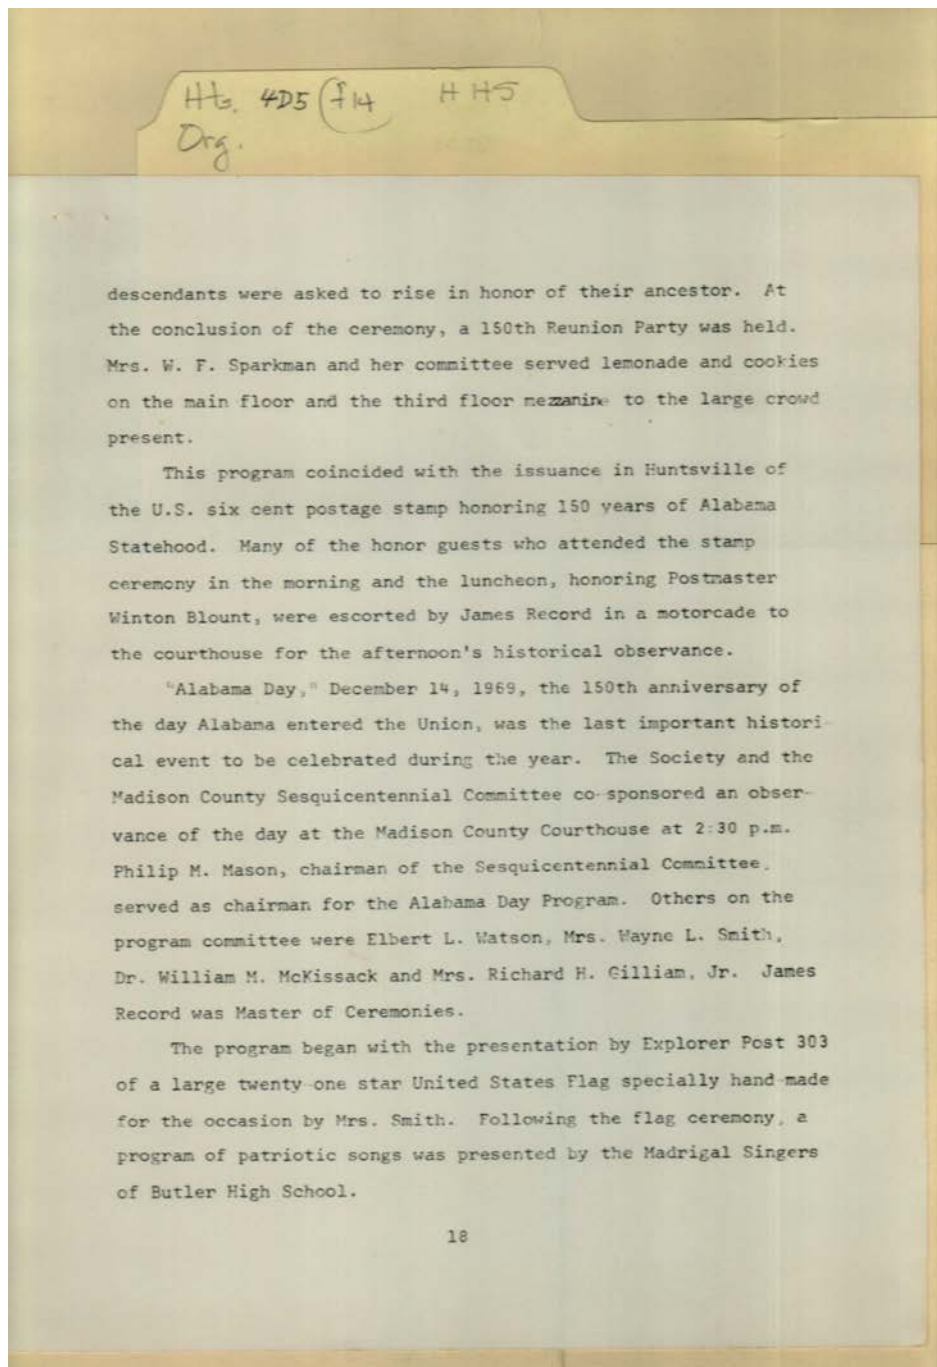 Hts. 4D5 (f14 HHS
Org.
descendants were asked to rise in honor of their ancestor. At
the conclusion of the ceremony, a 150th Reunion Party was held.
Mrs. W. F. Sparkman and her committee served lemonade and cookies
on the main floor and the third floor mezzanine to the large crowd
present.
This program coincided with the issuance in Huntsville of
the U.S. six cent postage stamp honoring 150 years of Alabama
Statehood. Many of the honor guests who attended the stamp
ceremony in the morning and the luncheon, honoring Postmaster
Winton Blount, were escorted by James Record in a motorcade to
the courthouse for the afternoon's historical observance.
"Alabama Day," December 14, 1969, the 150th anniversary of
the day Alabama entered the Union, was the last important histori-
cal event to be celebrated during the year. The Society and the
Madison County Sesquicentennial Committee co-sponsored an obser-
vance of the day at the Madison County Courthouse at 2:30 p.m.
Philip M. Mason, chairman of the Sesquicentennial Committee,
served as chairman for the Alabama Day Program. Others on the
program committee were Elbert L. Watson, Mrs. Wayne L. Smith,
Dr. William M. McKissack and Mrs. Richard H. Gilliam, Jr. James
Record was Master of Ceremonies.
The program began with the presentation by Explorer Post 303
of a large twenty-one star United States Flag specially hand-made
for the occasion by Mrs. Smith. Following the flag ceremony, a
program of patriotic songs was presented by the Madrigal Singers
of Butler High School.
18